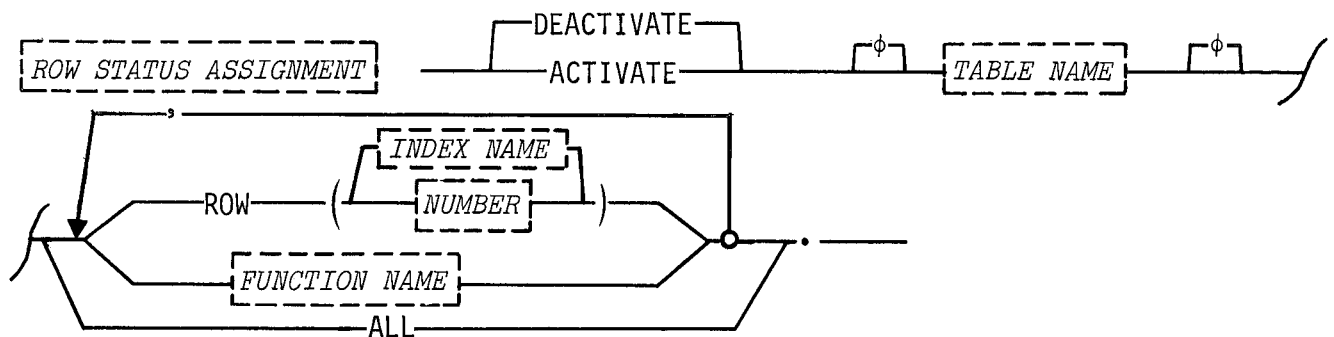 DEACTIVATE
ROW STATUS ASSIGNMENT ACTIVATE ϕ TABLE NAME ϕ
,
INDEX NAME
ROW ( NUMBER )
.
FUNCTION NAME
ALL